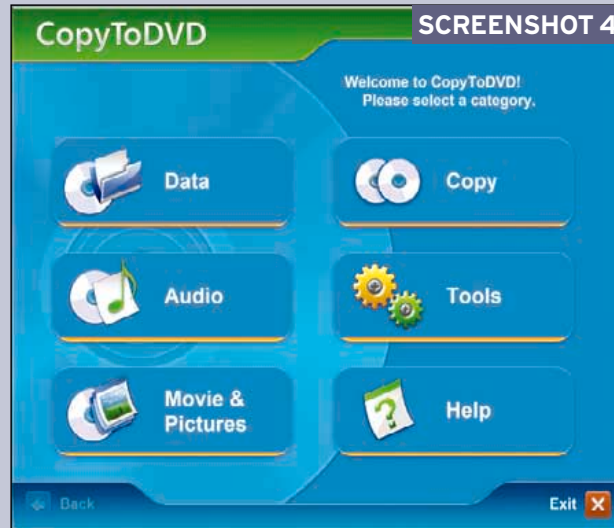 CopyToDVD
SCREENSHOT 4
Welcome to CopyToDVD!
Please select a category.
Data
Copy
Audio
Tools
Movie &
Pictures
Help
Back
Exit